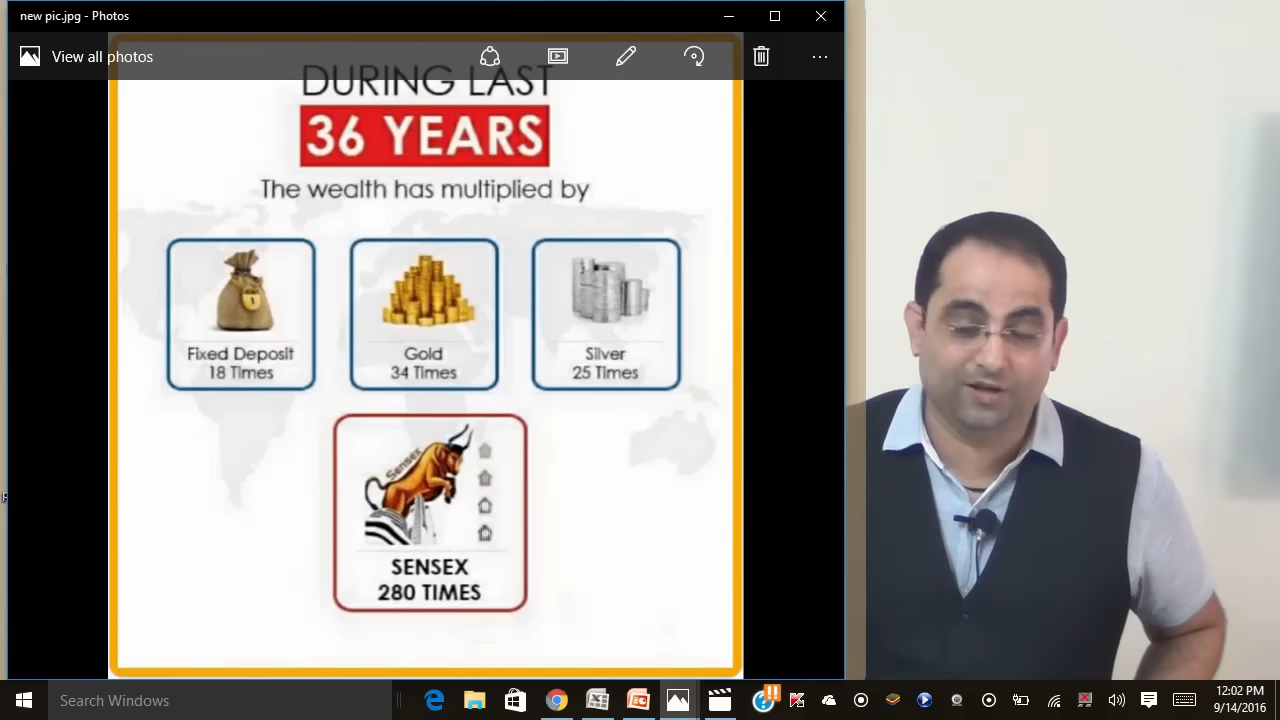 new pic.jpg - Photos
View all photos
DURING LAST
36 YEARS
The wealth has multiplied by
Fixed Deposit
18 Times
Gold
34 Times
Silver
25 Times
Sensex
SENSEX
280 TIMES
Search Windows
12:02 PM
9/14/2016